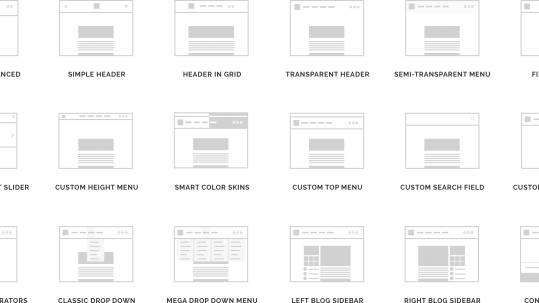 NCED SIMPLE HEADER HEADER IN GRID TRANSPARENT HEADER SEMI-TRANSPARENT MENU FI
T SLIDER CUSTOM HEIGHT MENU SMART COLOR SKINS CUSTOM TOP MENU CUSTOM SEARCH FIELD CUSTO
RATORS CLASSIC DROP DOWN MEGA DROP DOWN MENU LEFT BLOG SIDEBAR RIGHT BLOG SIDEBAR CON